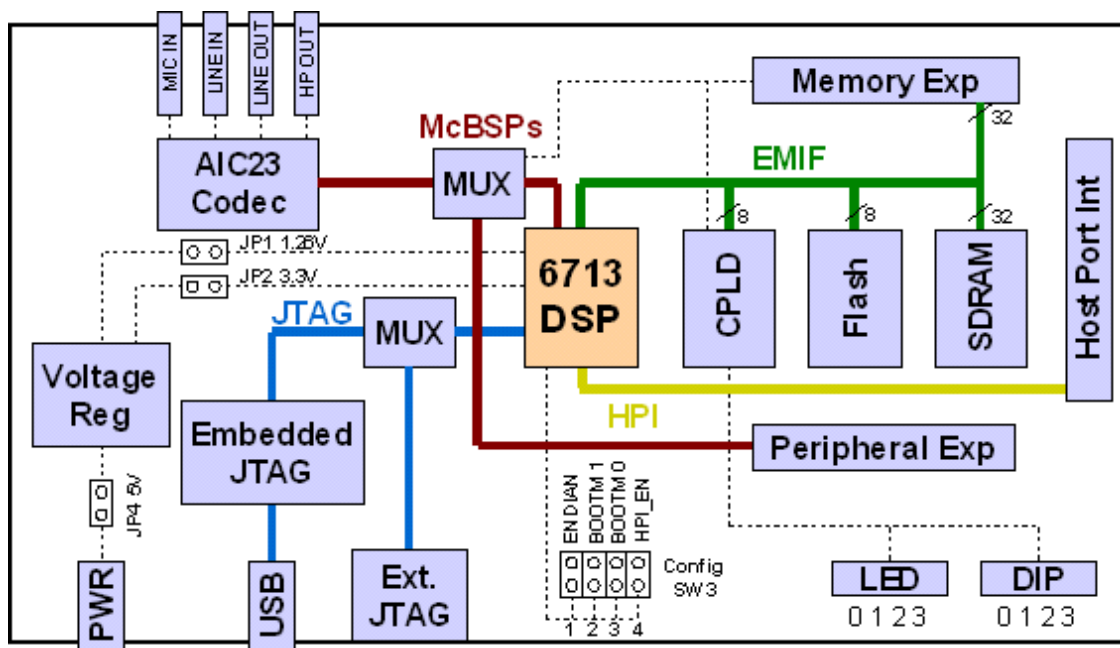 MIC IN
LINE IN
LINE OUT
HP OUT
Memory Exp
32
McBSPs
AIC23
Codec
MUX
EMIF
8
8
32
Host Port Int
JP1 1.26V
JP2 3.3V
6713
DSP
CPLD
Flash
SDRAM
JTAG
MUX
Voltage
Reg
HPI
Embedded
JTAG
Peripheral Exp
JP4 5V
ENDIAN
BOOTM 1
BOOTM 0
HPI_EN
Config
SW3
PWR
USB
Ext.
JTAG
1 2 3 4
LED
DIP
0 1 2 3
0 1 2 3